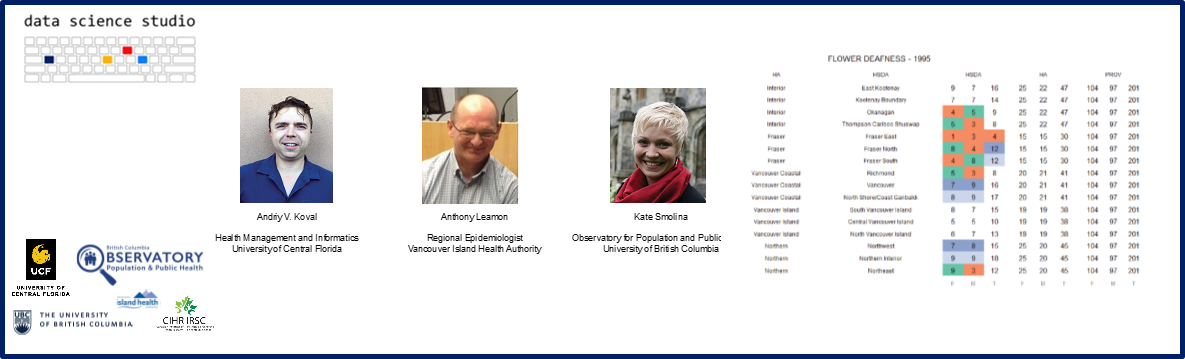 data science studio
Andriy V. Koval
Health Management and Informatics
University of Central Florida
Anthony Leamon
Regional Epidemiologist
Vancouver Island Health Authority
Kate Smolina
Observatory for Population and Public
University of British Columbia
UCF
UNIVERSITY OF
CENTRAL FLORIDA
British Columbia
BSERVATORY
Population & Public Health
island health
UBC
THE UNIVERSITY
OF BRITISH COLUMBIA
CIHR IRSC
FLOWER DEAFNESS - 1995
HA HSDA HSDA HA PROV
Interior East Kootenay 9 7 16 25 22 47 104 97 201
Interior Kootenay Boundary 7 7 14 25 22 47 104 97 201
Interior Okanagan 4 5 9 25 22 47 104 97 201
Interior Thompson Cariboo Shuswap 5 3 8 25 22 47 104 97 201
Fraser Fraser East 1 3 4 15 15 30 104 97 201
Fraser Fraser North 8 4 12 15 15 30 104 97 201
Fraser Fraser South 4 8 12 15 15 30 104 97 201
Vancouver Coastal Richmond 5 3 8 20 21 41 104 97 201
Vancouver Coastal Vancouver 7 9 16 20 21 41 104 97 201
Vancouver Coastal North Shore/Coast Garibaldi 8 9 17 20 21 41 104 97 201
Vancouver Island South Vancouver Island 8 7 15 19 19 38 104 97 201
Vancouver Island Central Vancouver Island 5 5 10 19 19 38 104 97 201
Vancouver Island North Vancouver Island 6 7 13 19 19 38 104 97 201
Northern Northwest 7 8 15 25 20 45 104 97 201
Northern Northern Interior 9 9 18 25 20 45 104 97 201
Northern Northeast 9 3 12 25 20 45 104 97 201
F M T F M T F M T